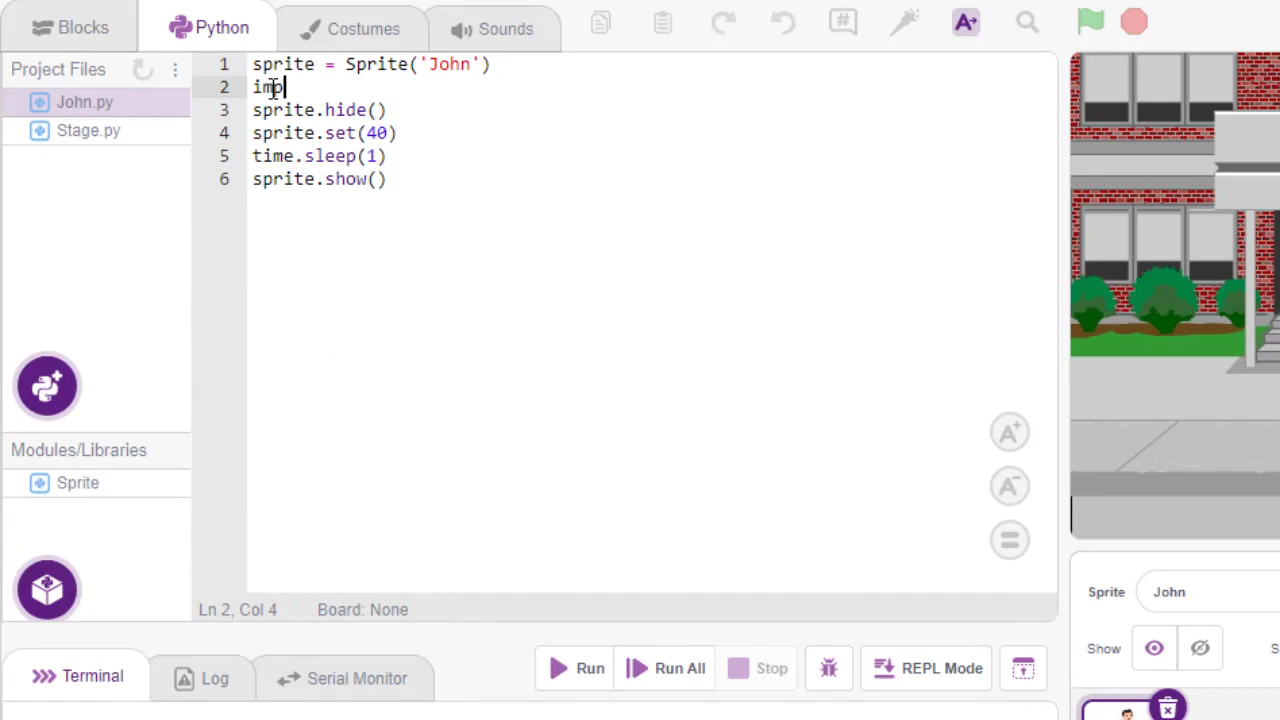 Blocks
Python
Costumes
Sounds
#
A
Project Files
John.py
Stage.py
1 sprite = Sprite('John')
2 imp
3 sprite.hide()
4 sprite.set(40)
5 time.sleep(1)
6 sprite.show()
A+
A-
=
Modules/Libraries
Sprite
Ln 2, Col 4 Board: None
Sprite John
Show S
Terminal
Log
Serial Monitor
Run
Run All
Stop
REPL Mode